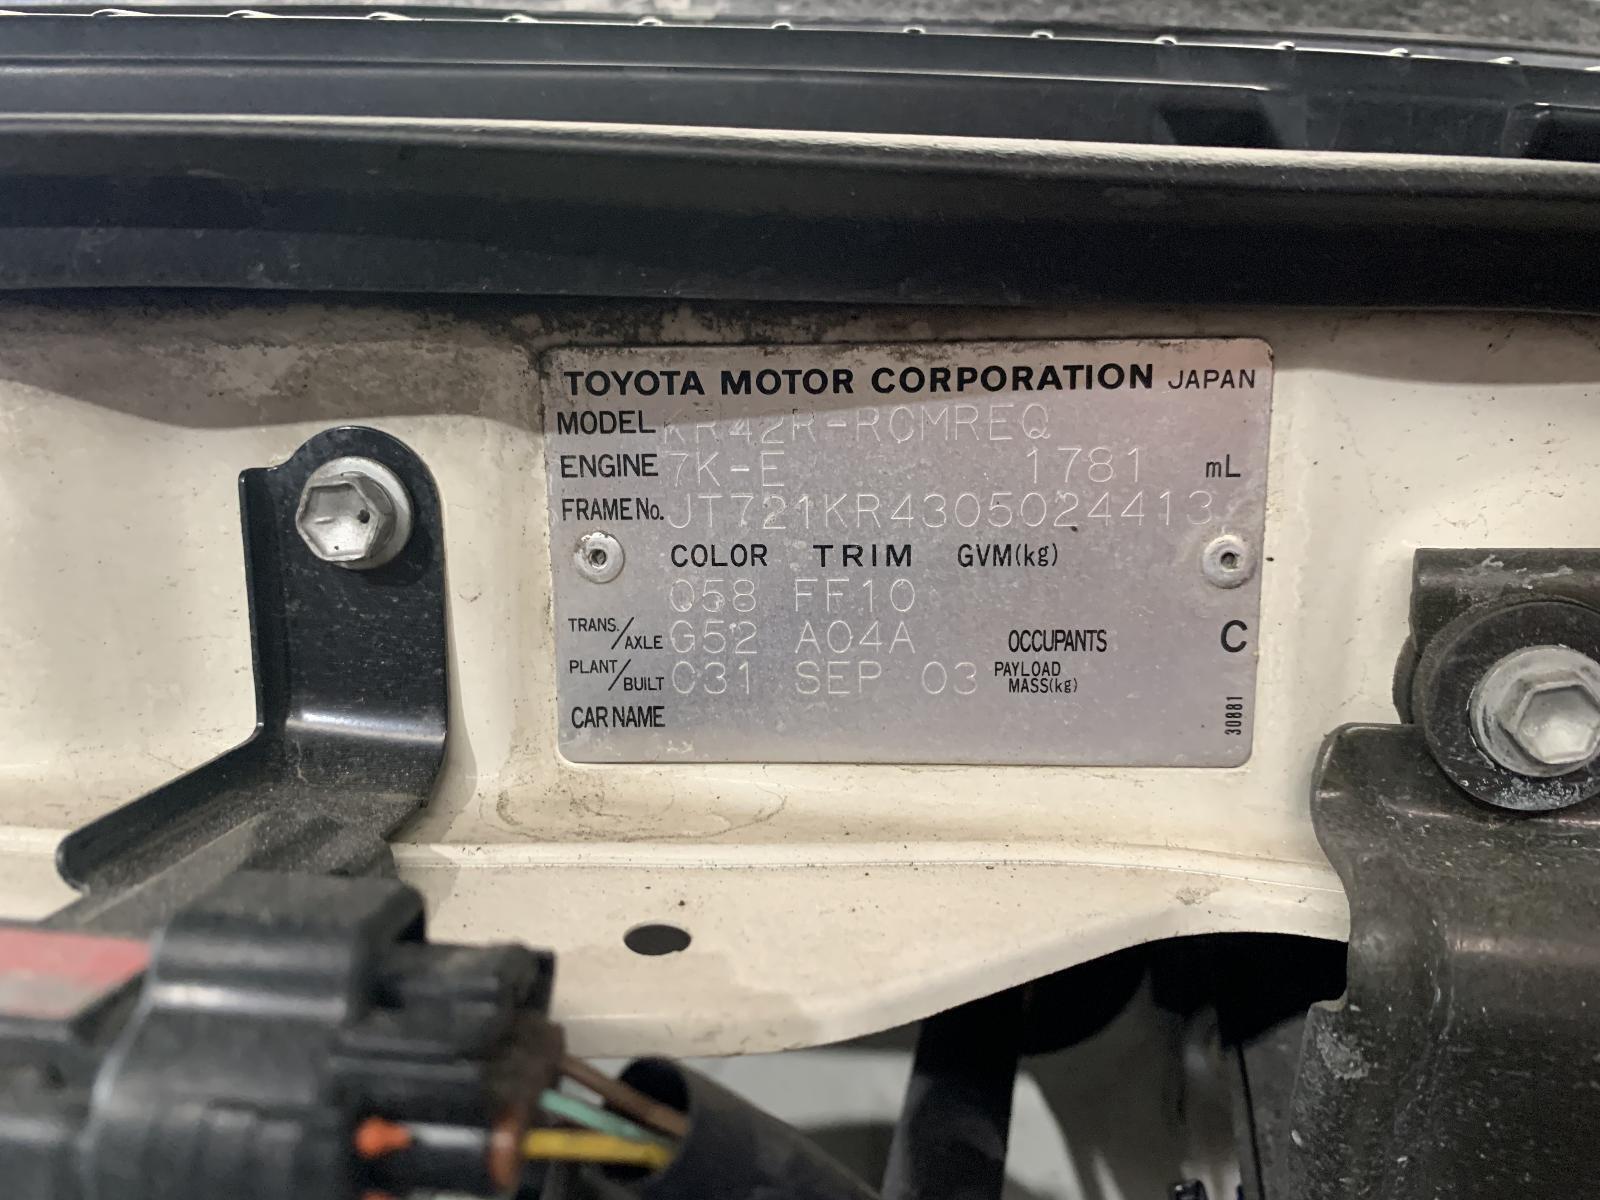 TOYOTA MOTOR CORPORATION JAPAN
MODEL KR42R-RCMREQ
ENGINE 7K-E 1781 mL
FRAME No. JT721KR4305024413
COLOR TRIM GVM(kg)
Q58 FF10
TRANS./AXLE G52 A04A OCCUPANTS C
PLANT/BUILT C31 SEP 03 PAYLOAD MASS(kg)
CAR NAME
30881